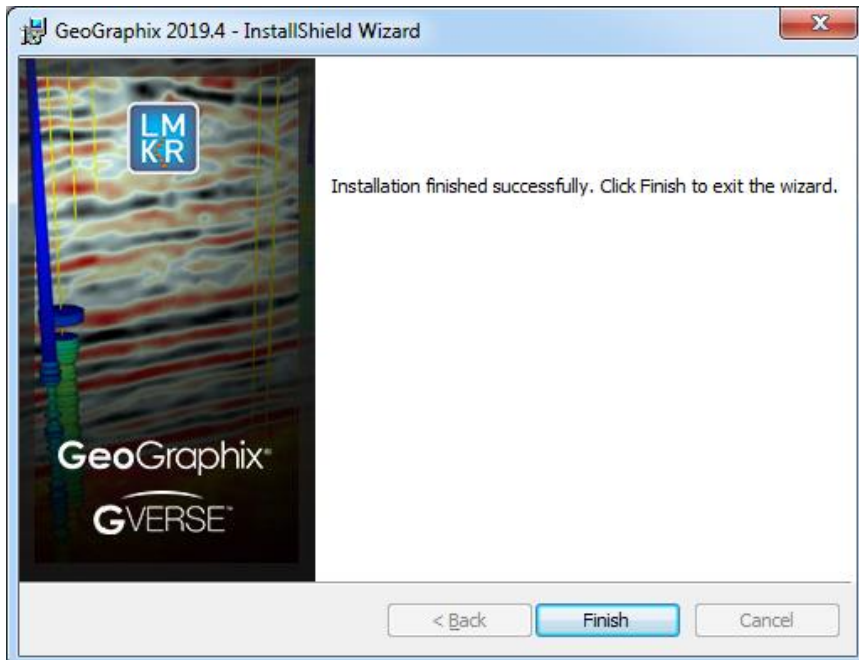 GeoGraphix 2019.4 - InstallShield Wizard
LM
KR
Installation finished successfully. Click Finish to exit the wizard.
GeoGraphix®
GVERSE™
< Back
Finish
Cancel